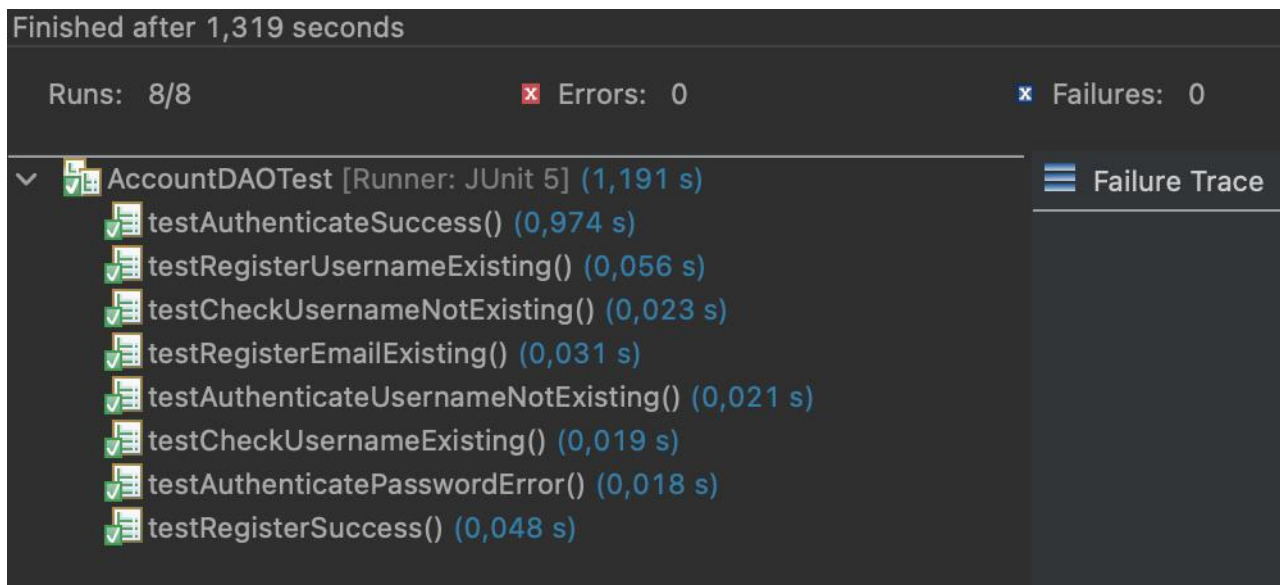 Finished after 1,319 seconds
Runs: 8/8 Errors: 0 Failures: 0
AccountDAOTest [Runner: JUnit 5] (1,191 s)
Failure Trace
testAuthenticateSuccess() (0,974 s)
testRegisterUsernameExisting() (0,056 s)
testCheckUsernameNotExisting() (0,023 s)
testRegisterEmailExisting() (0,031 s)
testAuthenticateUsernameNotExisting() (0,021 s)
testCheckUsernameExisting() (0,019 s)
testAuthenticatePasswordError() (0,018 s)
testRegisterSuccess() (0,048 s)